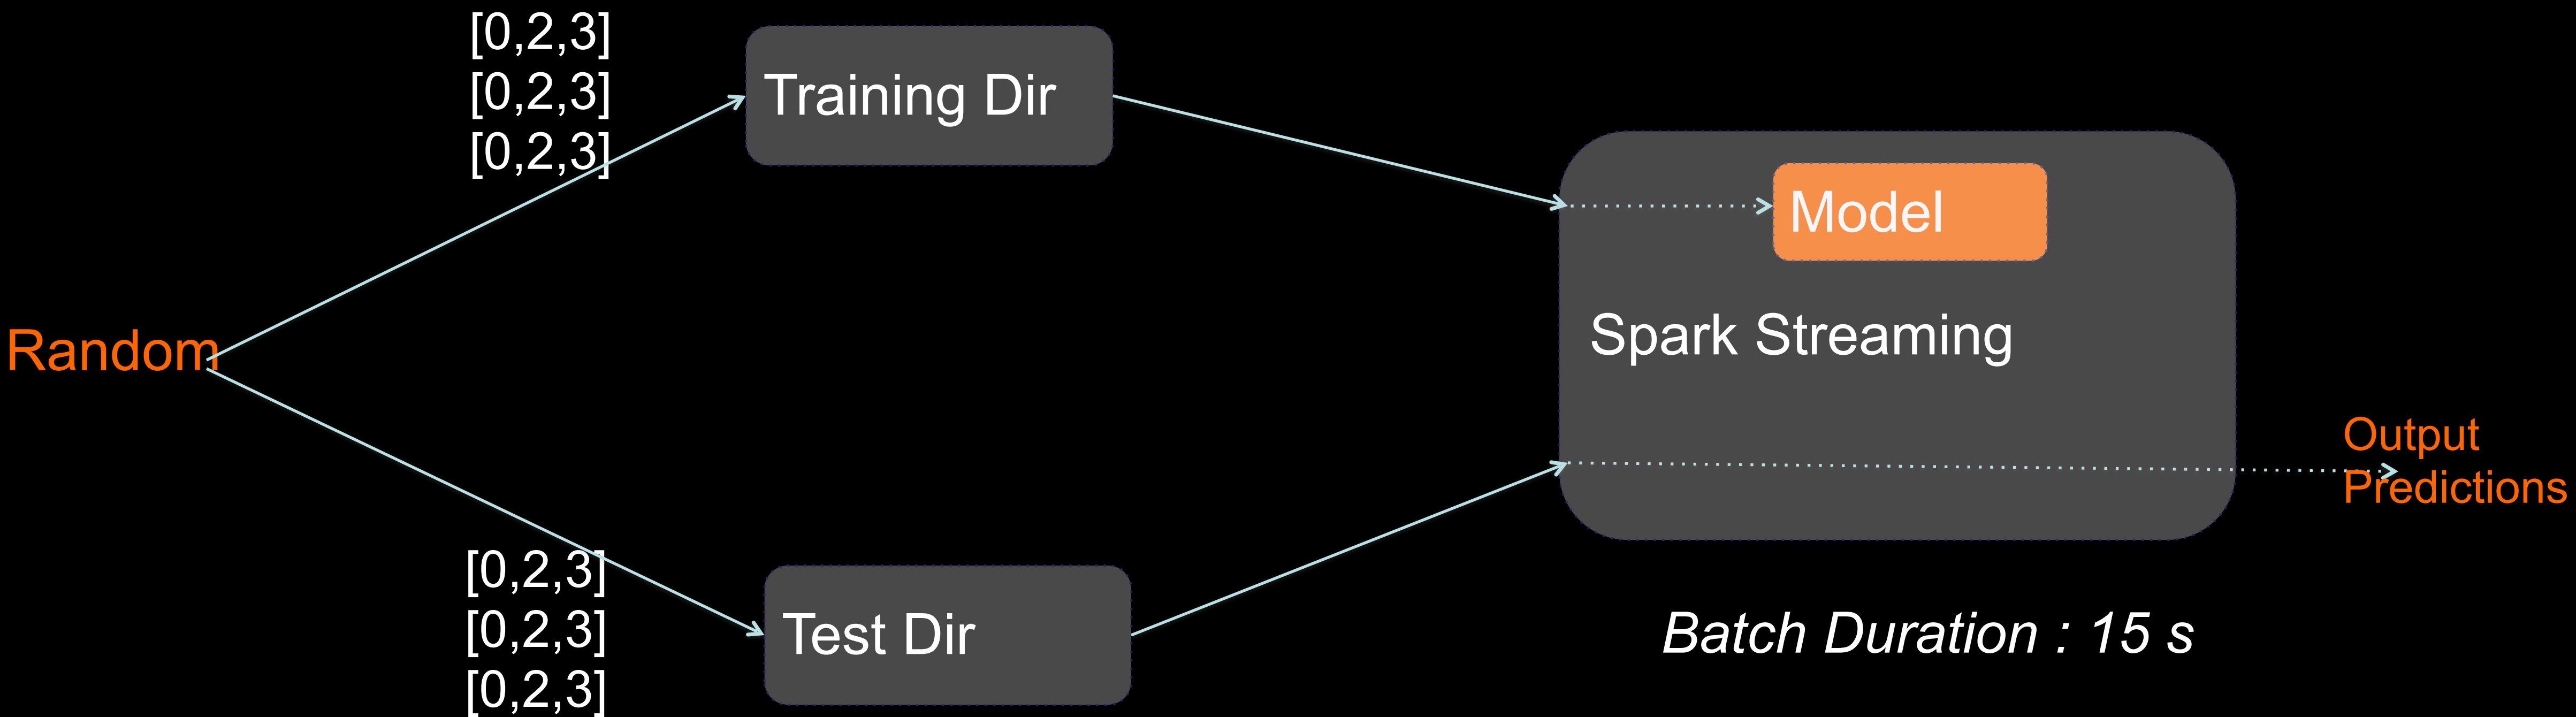 [0,2,3]
[0,2,3]
[0,2,3]
Training Dir
Model
Spark Streaming
Random
Output
Predictions
[0,2,3]
[0,2,3]
[0,2,3]
Test Dir
Batch Duration : 15 s